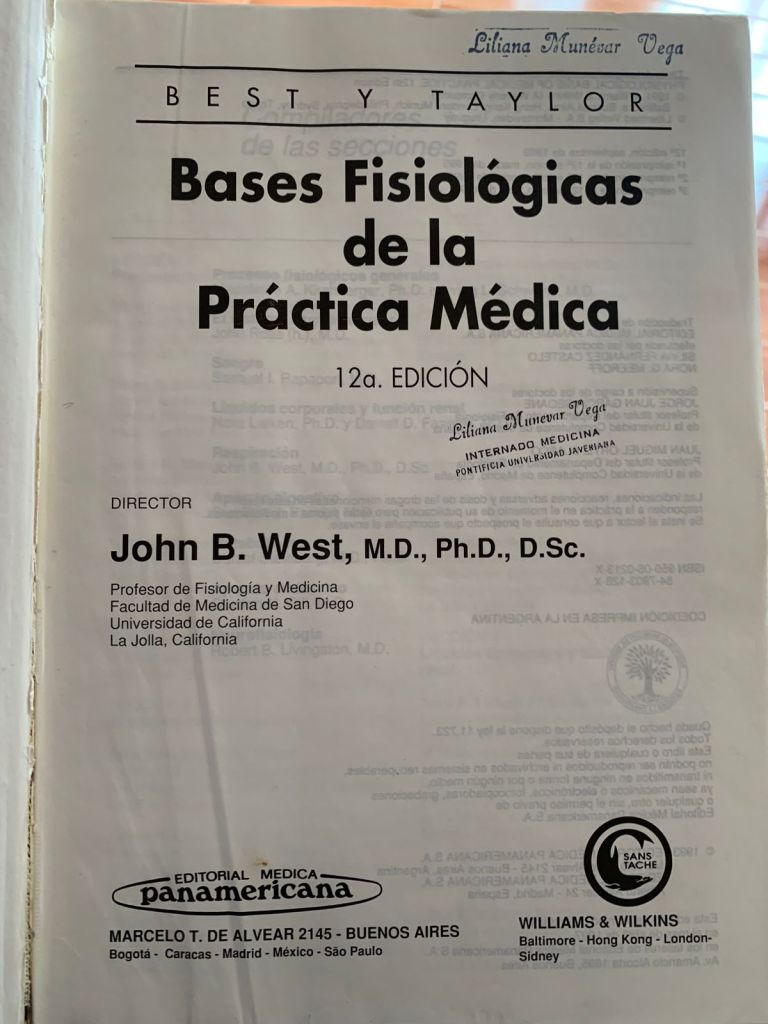 Liliana Munévar Vega
BEST Y TAYLOR
Bases Fisiológicas
de la
Práctica Médica
12a. EDICIÓN
Liliana Munevar Vega
INTERNADO MEDICINA
PONTIFICIA UNIVERSIDAD JAVERIANA
DIRECTOR
John B. West, M.D., Ph.D., D.Sc.
Profesor de Fisiología y Medicina
Facultad de Medicina de San Diego
Universidad de California
La Jolla, California
EDITORIAL MEDICA
panamericana
MARCELO T. DE ALVEAR 2145 - BUENOS AIRES
Bogotá - Caracas - Madrid - México - São Paulo
SANS
TACHE
WILLIAMS & WILKINS
Baltimore - Hong Kong - London-
Sidney